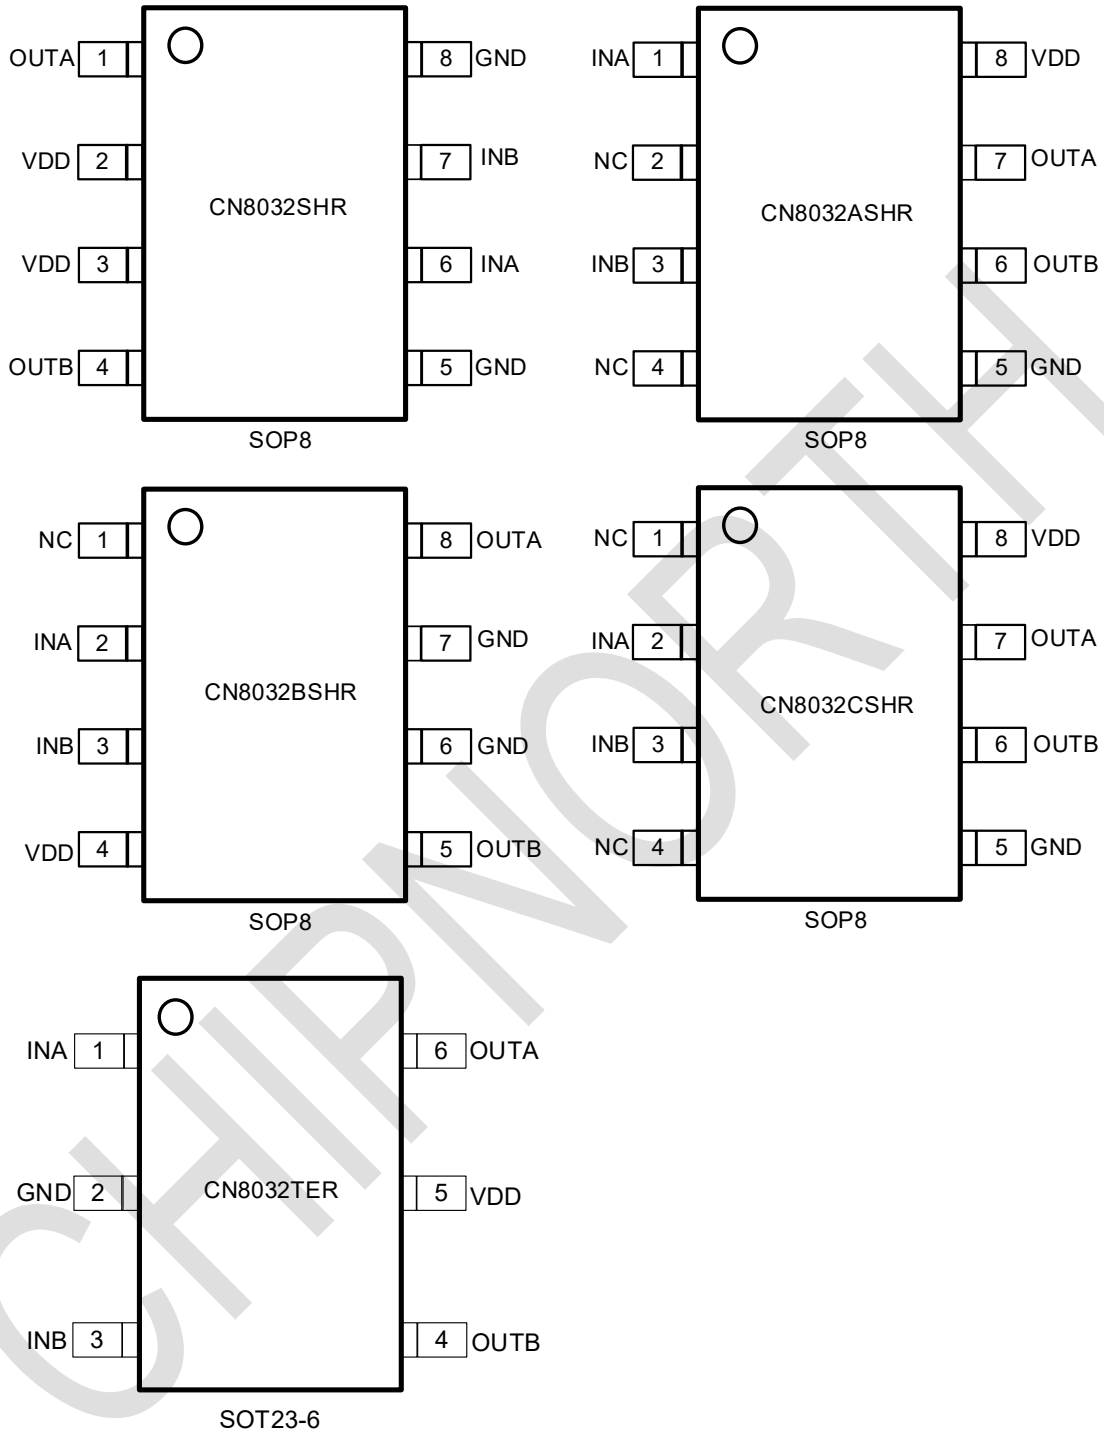 OUTA 1 8 GND INA 1 8 VDD
VDD 2 7 INB NC 2 7 OUTA
CN8032SHR CN8032ASHR
VDD 3 6 INA INB 3 6 OUTB
OUTB 4 5 GND NC 4 5 GND
SOP8 SOP8
NC 1 8 OUTA NC 1 8 VDD
INA 2 7 GND INA 2 7 OUTA
CN8032BSHR CN8032CSHR
INB 3 6 GND INB 3 6 OUTB
VDD 4 5 OUTB NC 4 5 GND
SOP8 SOP8
INA 1 6 OUTA
GND 2 CN8032TER 5 VDD
INB 3 4 OUTB
SOT23-6
CHIPNORTH